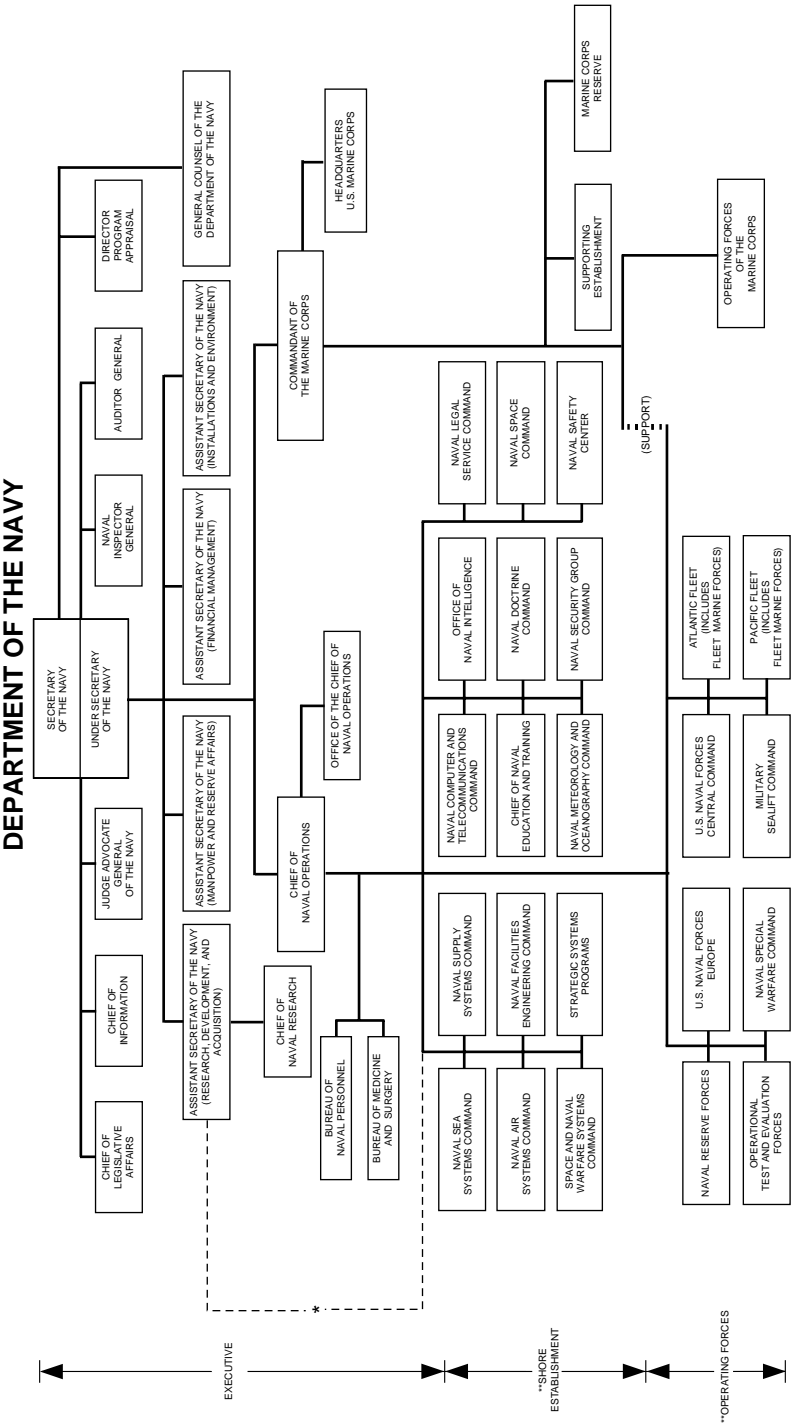 DEPARTMENT OF THE NAVY
SECRETARY
OF THE NAVY
UNDER SECRETARY
OF THE NAVY
CHIEF OF
LEGISLATIVE
AFFAIRS
CHIEF OF
INFORMATION
JUDGE ADVOCATE
GENERAL
OF THE NAVY
NAVAL
INSPECTOR
GENERAL
AUDITOR GENERAL
DIRECTOR
PROGRAM
APPRAISAL
ASSISTANT SECRETARY OF THE NAVY
(RESEARCH, DEVELOPMENT, AND
ACQUISITION)
ASSISTANT SECRETARY OF THE NAVY
(MANPOWER AND RESERVE AFFAIRS)
ASSISTANT SECRETARY OF THE NAVY
(FINANCIAL MANAGEMENT)
ASSISTANT SECRETARY OF THE NAVY
(INSTALLATIONS AND ENVIRONMENT)
GENERAL COUNSEL OF THE
DEPARTMENT OF THE NAVY
CHIEF OF
NAVAL RESEARCH
CHIEF OF
NAVAL OPERATIONS
OFFICE OF THE CHIEF OF
NAVAL OPERATIONS
COMMANDANT OF
THE MARINE CORPS
HEADQUARTERS
U.S. MARINE CORPS
BUREAU OF
NAVAL PERSONNEL
BUREAU OF MEDICINE
AND SURGERY
*
EXECUTIVE
NAVAL SEA
SYSTEMS COMMAND
NAVAL SUPPLY
SYSTEMS COMMAND
NAVAL COMPUTER AND
TELECOMMUNICATIONS
COMMAND
OFFICE OF
NAVAL INTELLIGENCE
NAVAL LEGAL
SERVICE COMMAND
NAVAL AIR
SYSTEMS COMMAND
NAVAL FACILITIES
ENGINEERING COMMAND
CHIEF OF NAVAL
EDUCATION AND TRAINING
NAVAL DOCTRINE
COMMAND
NAVAL SPACE
COMMAND
SPACE AND NAVAL
WARFARE SYSTEMS
COMMAND
STRATEGIC SYSTEMS
PROGRAMS
NAVAL METEOROLOGY AND
OCEANOGRAPHY COMMAND
NAVAL SECURITY GROUP
COMMAND
NAVAL SAFETY
CENTER
SUPPORTING
ESTABLISHMENT
MARINE CORPS
RESERVE
**SHORE
ESTABLISHMENT
(SUPPORT)
NAVAL RESERVE FORCES
U.S. NAVAL FORCES
EUROPE
U.S. NAVAL FORCES
CENTRAL COMMAND
ATLANTIC FLEET
(INCLUDES
FLEET MARINE FORCES)
OPERATING FORCES
OF THE
MARINE CORPS
OPERATIONAL
TEST AND EVALUATION
FORCES
NAVAL SPECIAL
WARFARE COMMAND
MILITARY
SEALIFT COMMAND
PACIFIC FLEET
(INCLUDES
FLEET MARINE FORCES)
**OPERATING FORCES